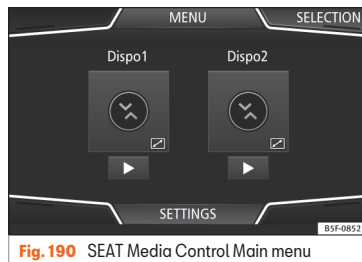 MENU SELECTION
Dispo1 Dispo2
SETTINGS
B5F-0852
Fig. 190 SEAT Media Control Main menu